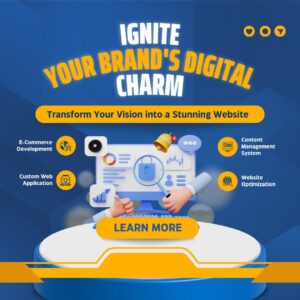 IGNITE
YOUR BRAND'S DIGITAL
CHARM
Transform Your Vision into a Stunning Website
E-Commerce
Development
Content
Management
System
Custom Web
Application
Website
Optimization
LEARN MORE